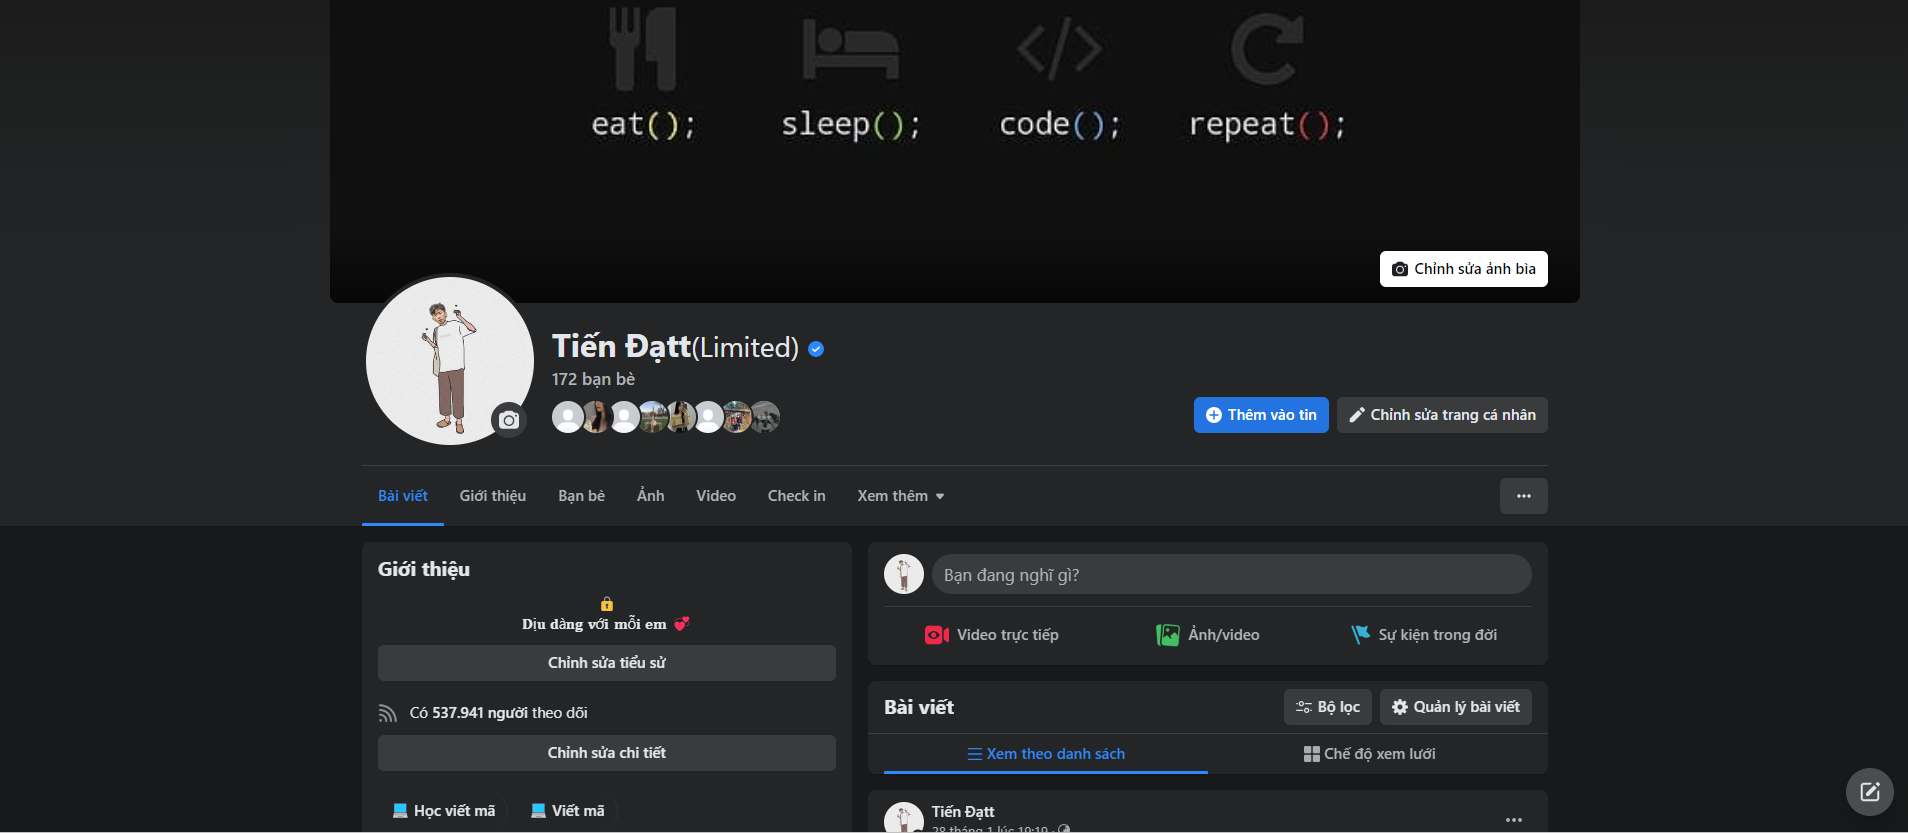 eat(); sleep(); code(); repeat();
Chỉnh sửa ảnh bìa
Tiến Đạtt(Limited)
172 bạn bè
Thêm vào tin
Chỉnh sửa trang cá nhân
Bài viết Giới thiệu Bạn bè Ảnh Video Check in Xem thêm
Giới thiệu
Dịu dàng với mỗi em 💞
Chỉnh sửa tiểu sử
Có 537.941 người theo dõi
Chỉnh sửa chi tiết
Học viết mã Viết mã
Bạn đang nghĩ gì?
Video trực tiếp Ảnh/video Sự kiện trong đời
Bài viết Bộ lọc Quản lý bài viết
Xem theo danh sách Chế độ xem lưới
Tiến Đạtt
28 tháng 1 lúc 19:19 ·